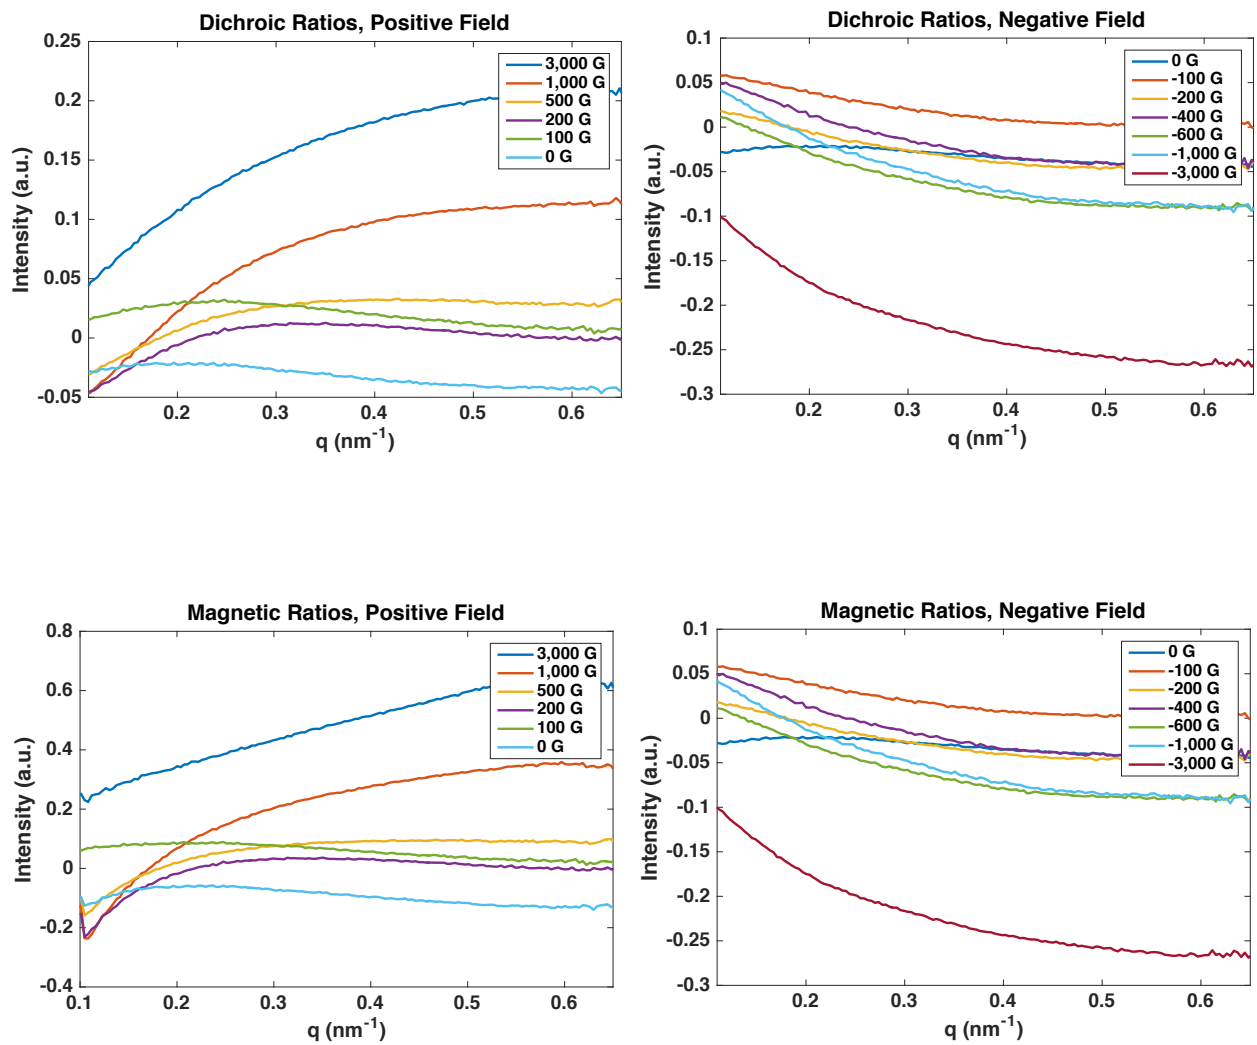 Dichroic Ratios, Positive Field
0.25
0.2
0.15
0.1
0.05
0
-0.05
Intensity (a.u.)
3,000 G
1,000 G
500 G
200 G
100 G
0 G
0.2
0.3
0.4
0.5
0.6
q (nm-1)
Dichroic Ratios, Negative Field
0.1
0.05
0
-0.05
-0.1
-0.15
-0.2
-0.25
-0.3
Intensity (a.u.)
0 G
-100 G
-200 G
-400 G
-600 G
-1,000 G
-3,000 G
0.2
0.3
0.4
0.5
0.6
q (nm-1)
Magnetic Ratios, Positive Field
0.8
0.6
0.4
0.2
0
-0.2
-0.4
Intensity (a.u.)
3,000 G
1,000 G
500 G
200 G
100 G
0 G
0.1
0.2
0.3
0.4
0.5
0.6
q (nm-1)
Magnetic Ratios, Negative Field
0.1
0.05
0
-0.05
-0.1
-0.15
-0.2
-0.25
-0.3
Intensity (a.u.)
0 G
-100 G
-200 G
-400 G
-600 G
-1,000 G
-3,000 G
0.2
0.3
0.4
0.5
0.6
q (nm-1)